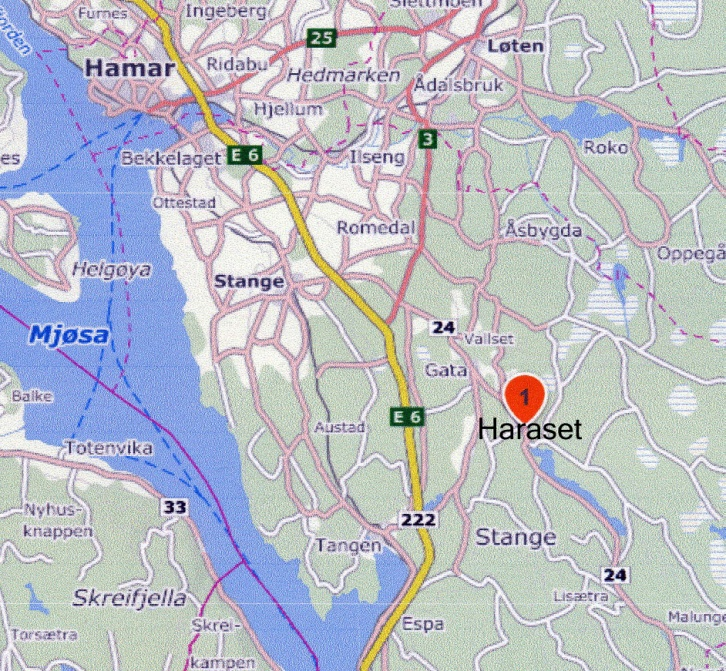 Furnes
Ingeberg
Slettmoen
25
Løten
Hamar
Ridabu
Hedmarken
Ådalsbruk
Hjellum
3
Roko
Bekkelaget
E 6
Ilseng
Ottestad
Romedal
Åsbygda
Oppegå
Helgøya
Stange
24
Mjøsa
Vallset
Gata
1
Balke
E 6
Haraset
Austad
Totenvika
33
Nyhus-
knappen
222
Stange
Tangen
24
Skreifjella
Lisætra
Skrei-
kampen
Espa
Malunge
Torsætra